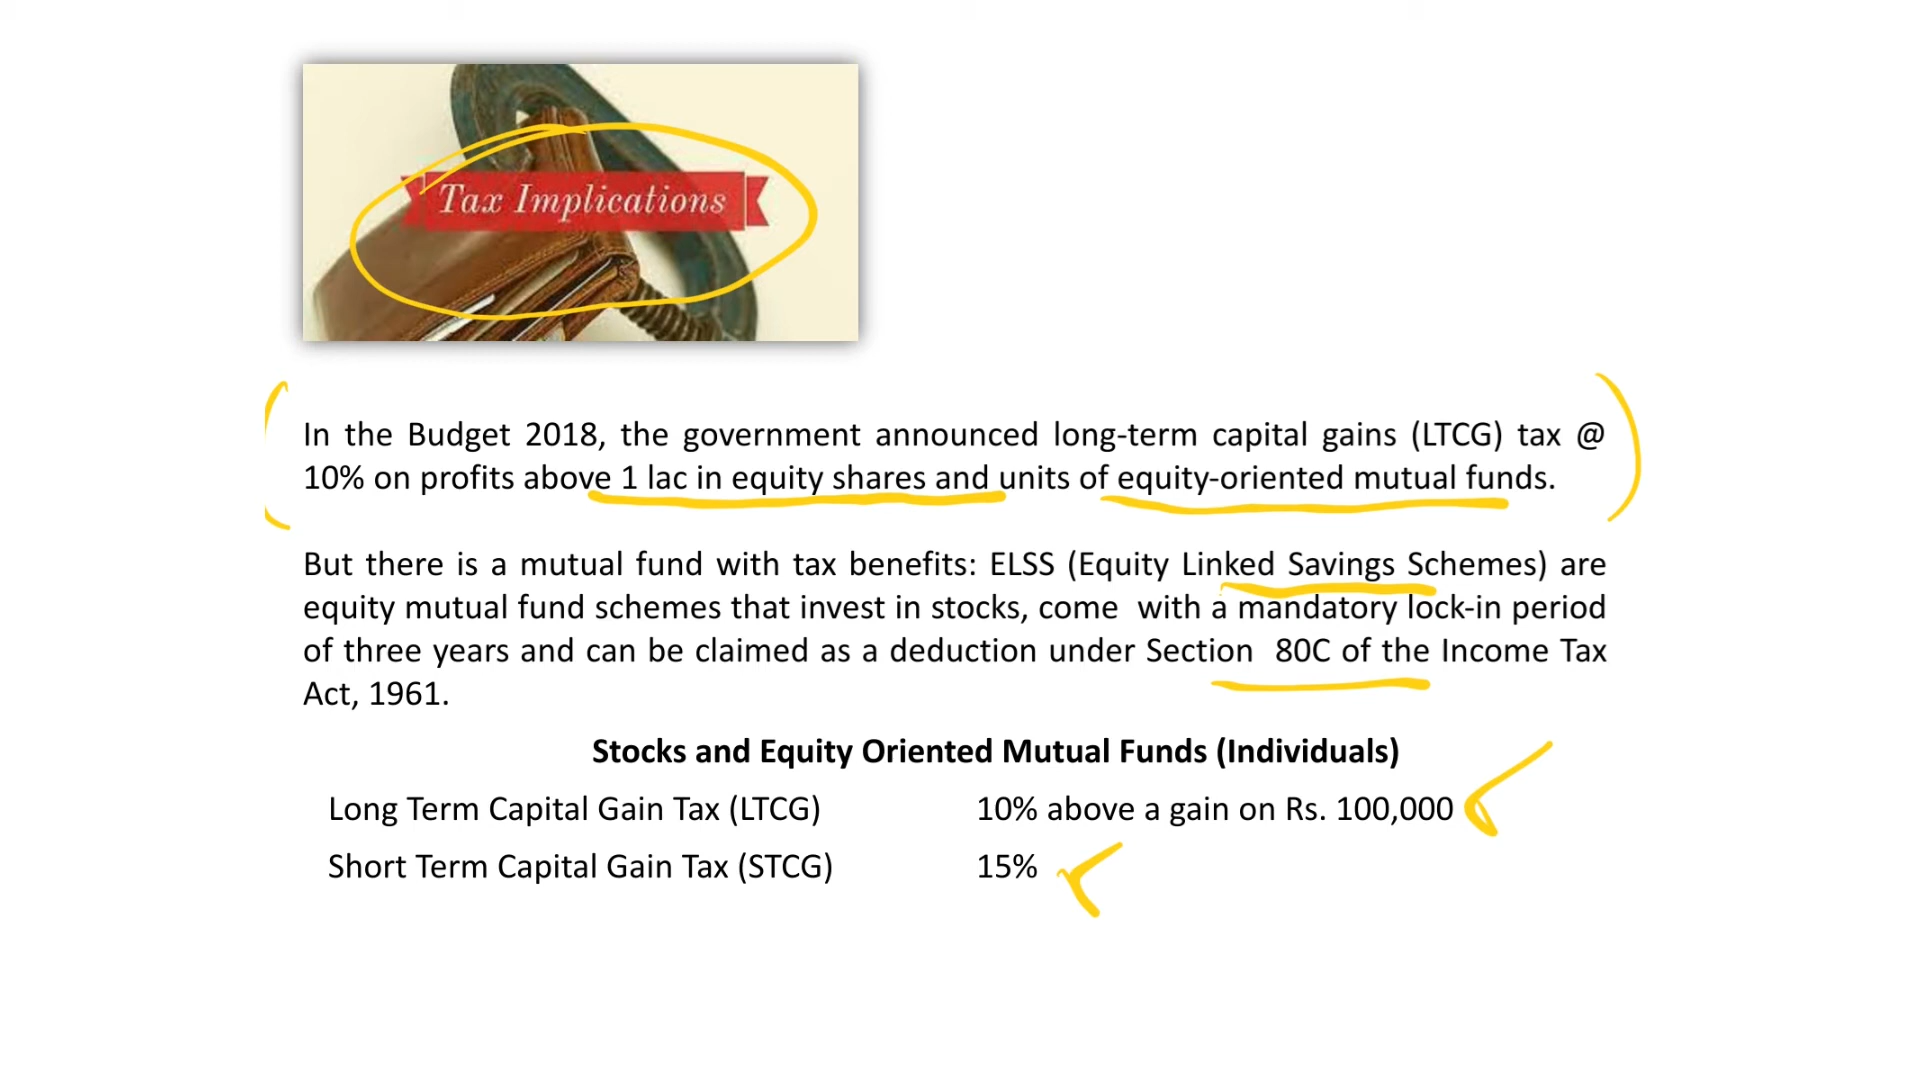 Tax Implications
In the Budget 2018, the government announced long-term capital gains (LTCG) tax @
10% on profits above 1 lac in equity shares and units of equity-oriented mutual funds.
But there is a mutual fund with tax benefits: ELSS (Equity Linked Savings Schemes) are
equity mutual fund schemes that invest in stocks, come with a mandatory lock-in period
of three years and can be claimed as a deduction under Section 80C of the Income Tax
Act, 1961.
Stocks and Equity Oriented Mutual Funds (Individuals)
Long Term Capital Gain Tax (LTCG) 10% above a gain on Rs. 100,000
Short Term Capital Gain Tax (STCG) 15%